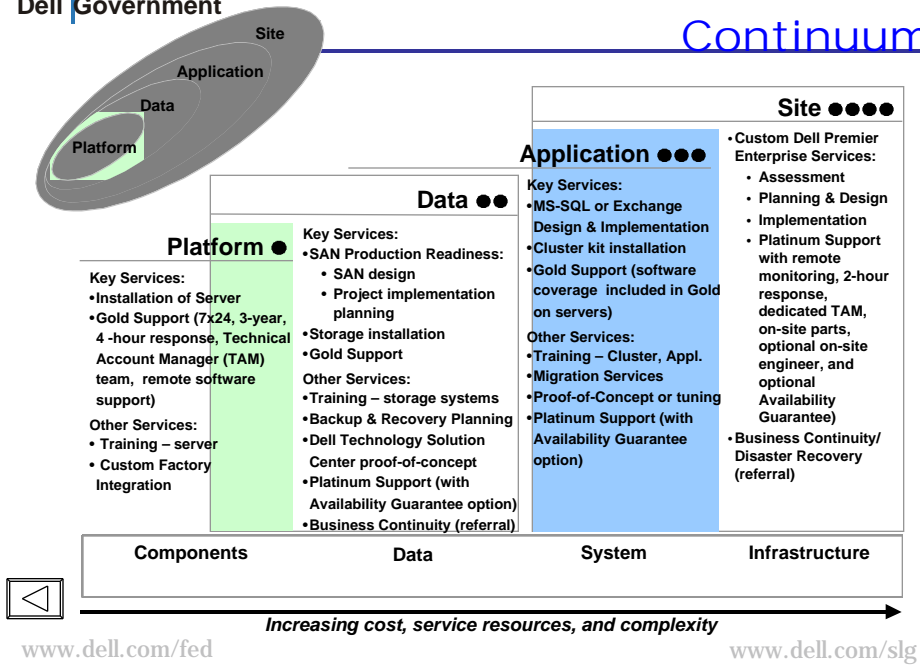 Dell Government
Continuum
Site
Application
Data
Platform
Platform ●
Key Services:
•Installation of Server
•Gold Support (7x24, 3-year,
4 -hour response, Technical
Account Manager (TAM)
team, remote software
support)
Other Services:
• Training – server
• Custom Factory
Integration
Data ●●
Key Services:
•SAN Production Readiness:
• SAN design
• Project implementation
planning
•Storage installation
•Gold Support
Other Services:
•Training – storage systems
•Backup & Recovery Planning
•Dell Technology Solution
Center proof-of-concept
•Platinum Support (with
Availability Guarantee option)
•Business Continuity (referral)
Application ●●●
Key Services:
•MS-SQL or Exchange
Design & Implementation
•Cluster kit installation
•Gold Support (software
coverage included in Gold
on servers)
Other Services:
•Training – Cluster, Appl.
•Migration Services
•Proof-of-Concept or tuning
•Platinum Support (with
Availability Guarantee
option)
Site ●●●●
•Custom Dell Premier
Enterprise Services:
• Assessment
• Planning & Design
• Implementation
• Platinum Support
with remote
monitoring, 2-hour
response,
dedicated TAM,
on-site parts,
optional on-site
engineer, and
optional
Availability
Guarantee)
•Business Continuity/
Disaster Recovery
(referral)
Components
Data
System
Infrastructure
Increasing cost, service resources, and complexity
www.dell.com/fed
www.dell.com/slg